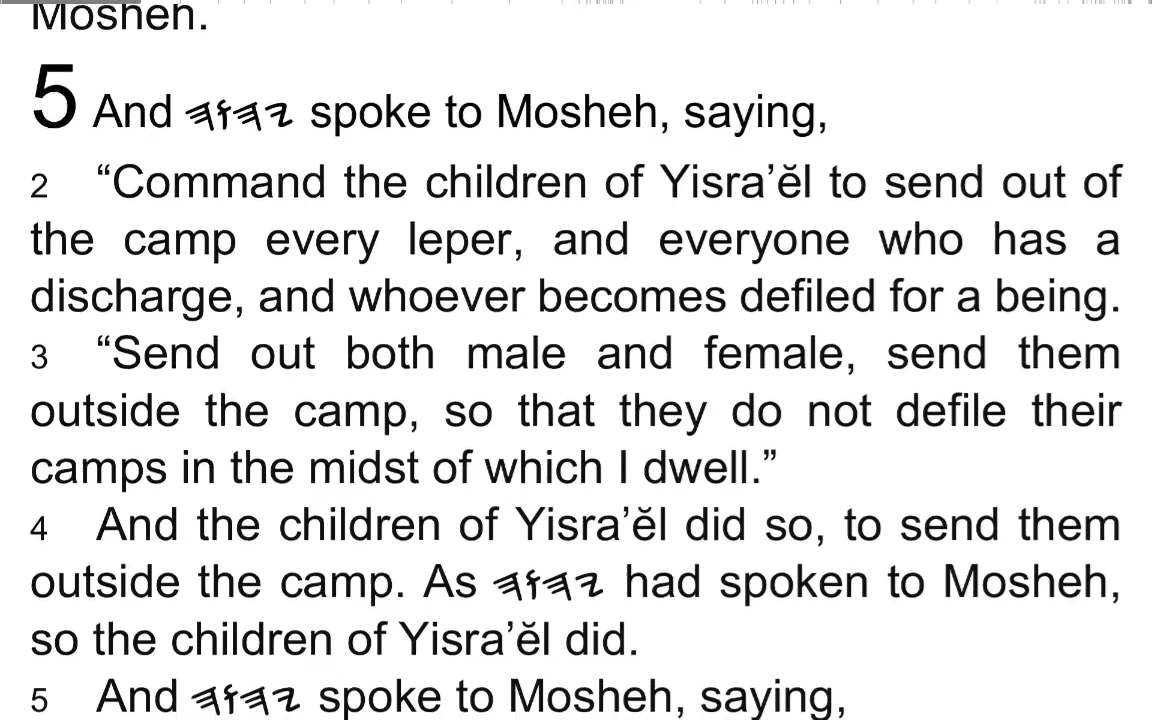 Mosheh.
5 And 𐤉𐤄𐤅𐤄 spoke to Mosheh, saying,
2 “Command the children of Yisra’ĕl to send out of
the camp every leper, and everyone who has a
discharge, and whoever becomes defiled for a being.
3 “Send out both male and female, send them
outside the camp, so that they do not defile their
camps in the midst of which I dwell.”
4 And the children of Yisra’ĕl did so, to send them
outside the camp. As 𐤉𐤄𐤅𐤄 had spoken to Mosheh,
so the children of Yisra’ĕl did.
5 And 𐤉𐤄𐤅𐤄 spoke to Mosheh, saying,